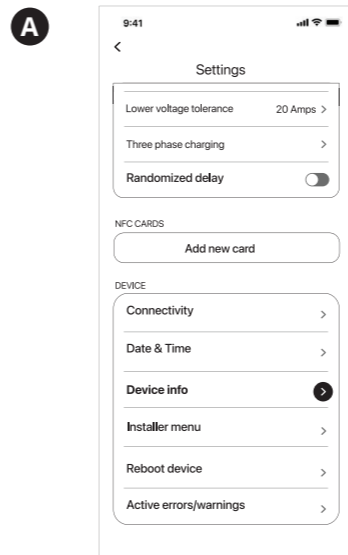 A
9:41
Settings
Lower voltage tolerance 20 Amps >
Three phase charging >
Randomized delay
NFC CARDS
Add new card
DEVICE
Connectivity >
Date & Time >
Device info >
Installer menu >
Reboot device >
Active errors/warnings >